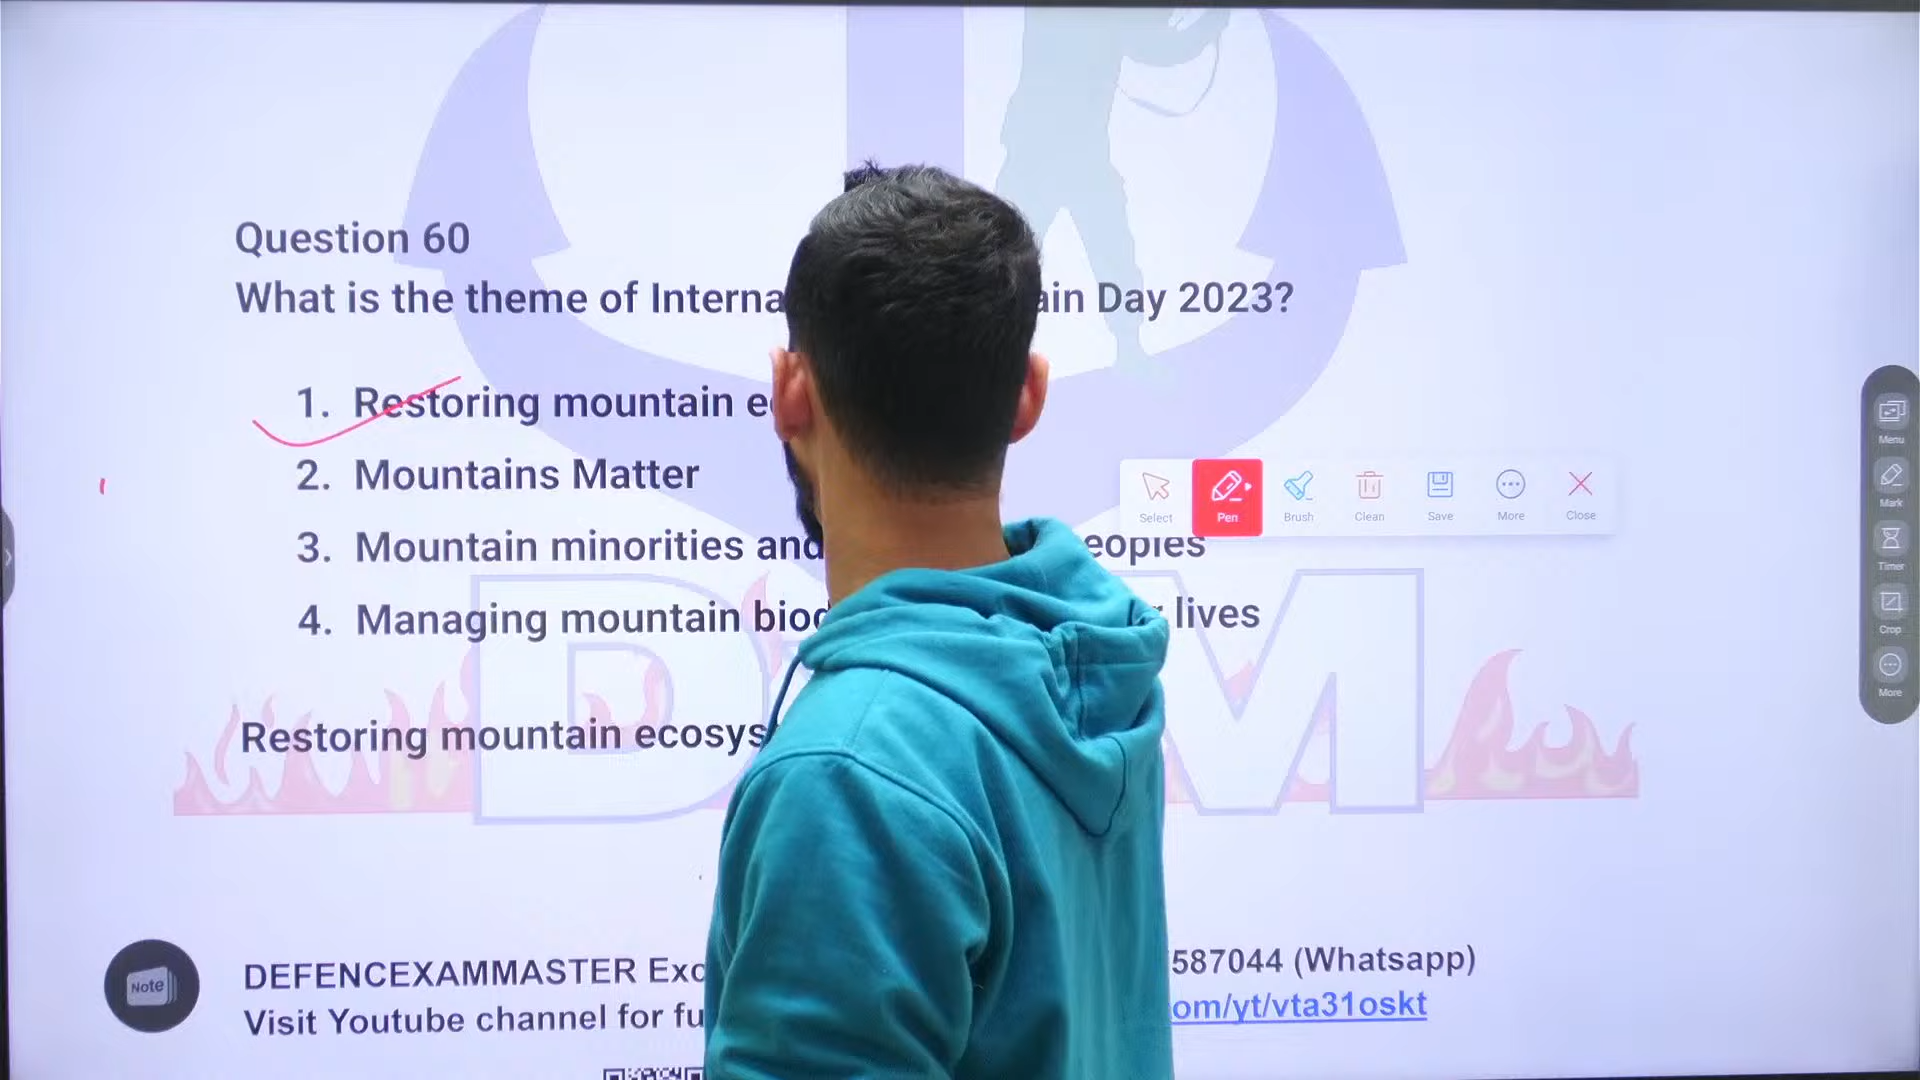 Question 60
What is the theme of Interna ain Day 2023?
1. Restoring mountain e
2. Mountains Matter
Select Pen Brush Clean Save More Close
3. Mountain minorities and eoples
4. Managing mountain biod r lives
Restoring mountain ecosys
DEFENCEXAMMASTER Exc 587044 (Whatsapp)
Visit Youtube channel for fu om/yt/vta31oskt
Note
Menu
Mark
Timer
Crop
More
D M